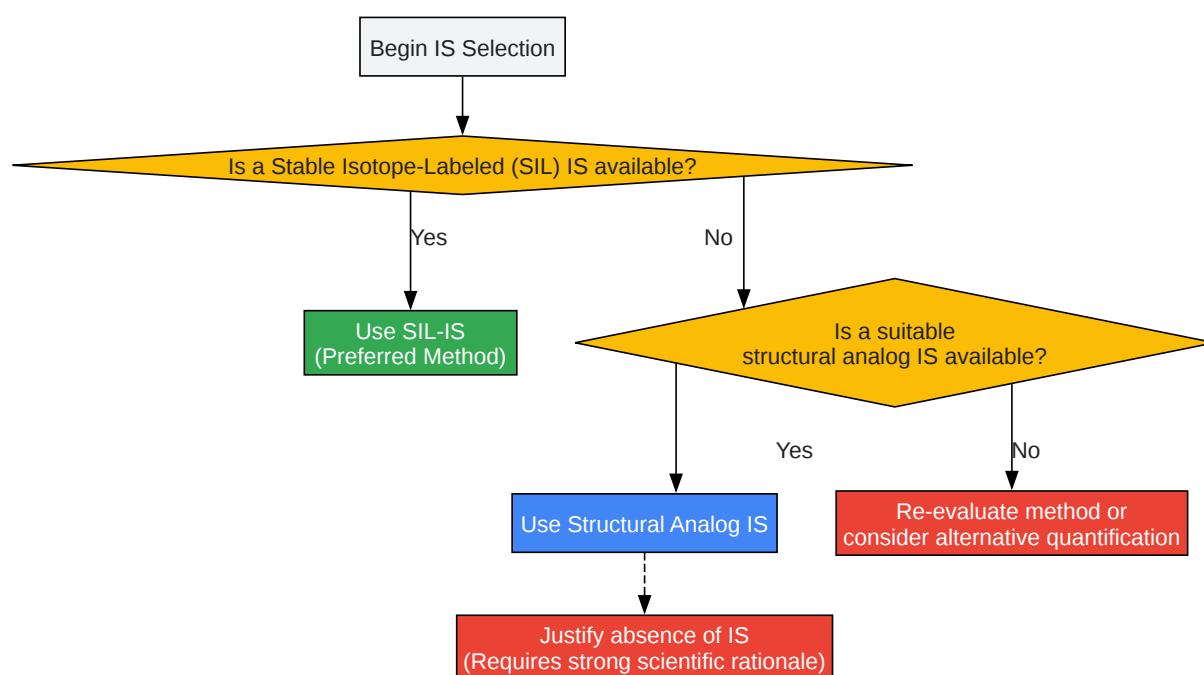 Begin IS Selection
Is a Stable Isotope-Labeled (SIL) IS available?
Yes
No
Use SIL-IS
(Preferred Method)
Is a suitable
structural analog IS available?
Yes
No
Use Structural Analog IS
Re-evaluate method or
consider alternative quantification
Justify absence of IS
(Requires strong scientific rationale)